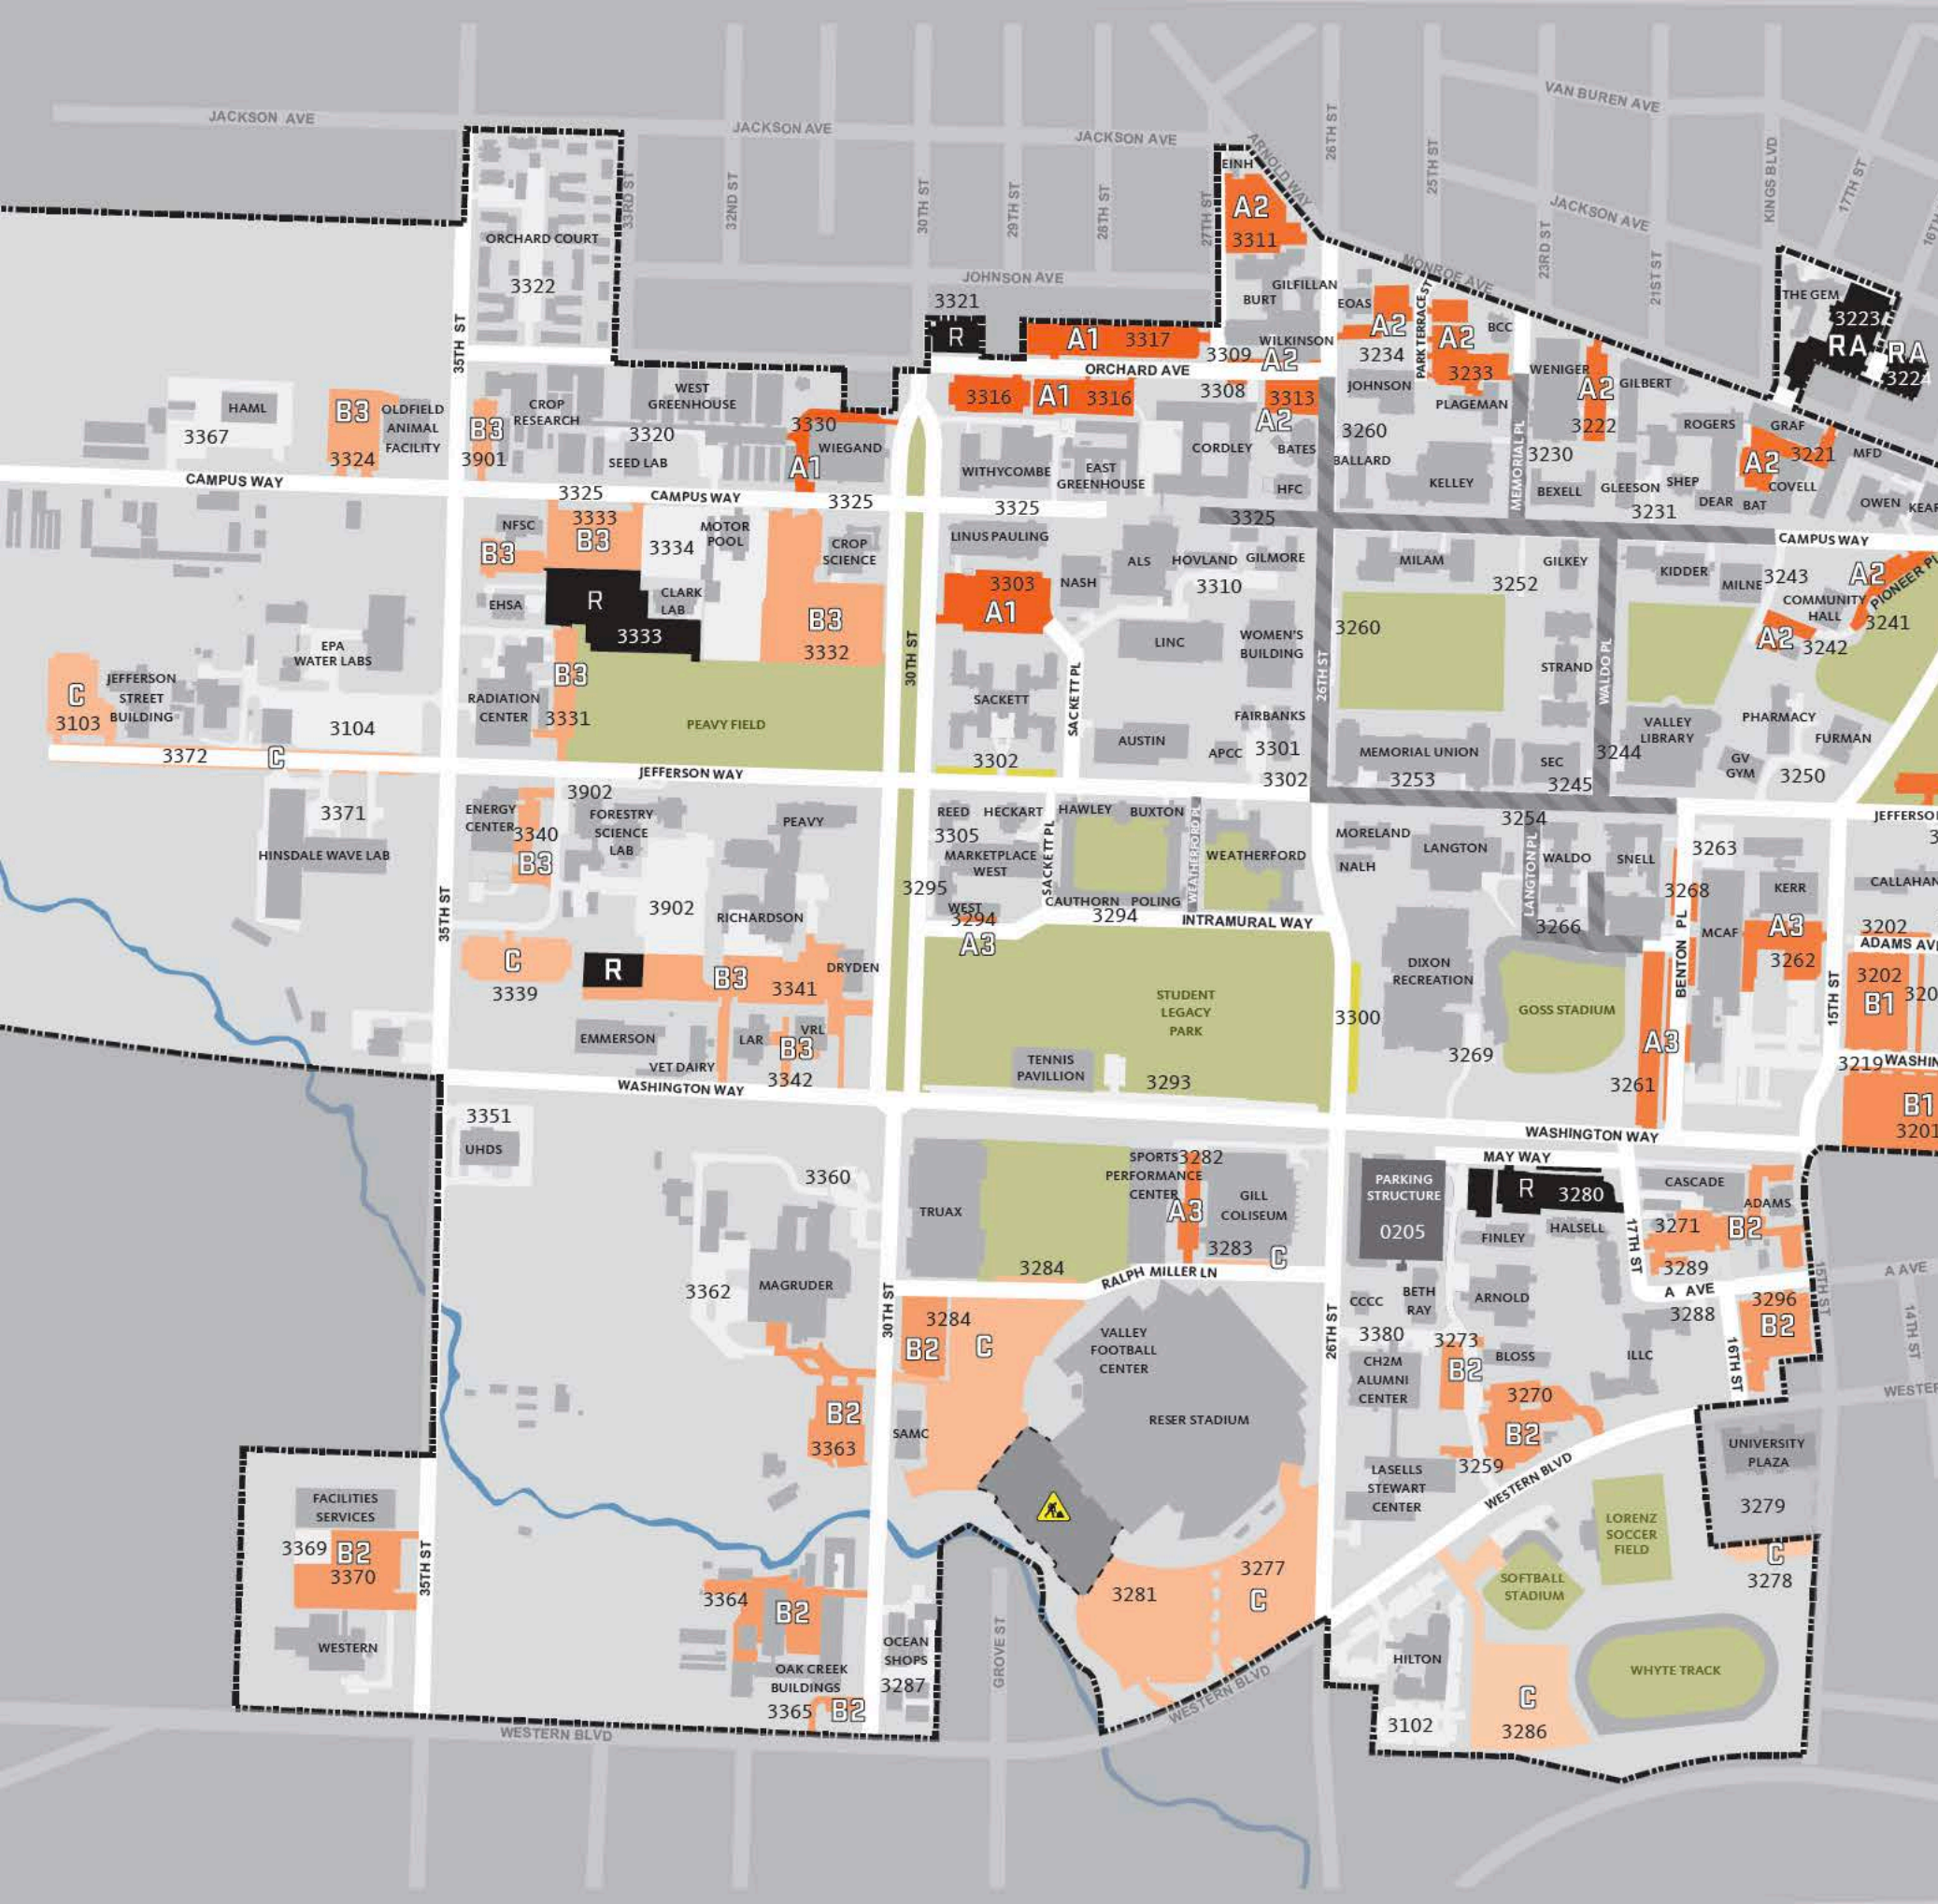 JACKSON AVE
JACKSON AVE
JACKSON AVE
VAN BUREN AVE
ARNOLD WAY
26TH ST
25TH ST
KINGS BLVD
17TH ST
16TH
EINH
A2
3311
33RD ST
32ND ST
30TH ST
29TH ST
28TH ST
27TH ST
JACKSON AVE
23RD ST
21ST ST
ORCHARD COURT
3322
JOHNSON AVE
MONROE AVE
GILFILLAN
BURT
EOAS
A2
PARK TERRACE ST
A2
BCC
THE GEM
3223
RA
RA
3224
3321
R
A1
3317
3309
WILKINSON
A2
3234
3233
35TH ST
ORCHARD AVE
WENIGER
A2
GILBERT
3222
HAML
3367
B3
3324
OLDFIELD
ANIMAL
FACILITY
B3
3901
CROP
RESEARCH
WEST
GREENHOUSE
3320
SEED LAB
3330
WIEGAND
A1
3316
A1
3316
3308
3313
A2
JOHNSON
PLAGEMAN
MEMORIAL PL
ROGERS
GRAF
3221
A2
COVELL
MFD
WITHYCOMBE
EAST
GREENHOUSE
CORDLEY
BATES
HFC
3260
BALLARD
KELLEY
3230
BEXELL
GLEESON
SHEP
3231
DEAR
BAT
OWEN
KEAR
CAMPUS WAY
3325
CAMPUS WAY
3325
3325
3325
CAMPUS WAY
NFSC
B3
3333
B3
3334
MOTOR
POOL
CROP
SCIENCE
LINUS PAULING
ALS
HOVLAND
GILMORE
3310
MILAM
3252
GILKEY
KIDDER
MILNE
3243
A2
PIONEER PL
COMMUNITY
HALL
3241
A2
3242
EHSA
R
3333
CLARK
LAB
B3
3332
3303
A1
NASH
LINC
WOMEN'S
BUILDING
3260
30TH ST
26TH ST
STRAND
WALDO PL
EPA
WATER LABS
C
3103
JEFFERSON
STREET
BUILDING
3104
3372
C
RADIATION
CENTER
B3
3331
PEAVY FIELD
SACKETT
SACKETT PL
AUSTIN
FAIRBANKS
APCC
3301
3302
3302
MEMORIAL UNION
3253
SEC
3245
3244
VALLEY
LIBRARY
PHARMACY
FURMAN
GV
GYM
3250
JEFFERSON WAY
JEFFERSO
3371
HINSDALE WAVE LAB
ENERGY
CENTER
3340
B3
3902
FORESTRY
SCIENCE
LAB
PEAVY
3902
RICHARDSON
REED
HECKART
HAWLEY
BUXTON
3305
MARKETPLACE
WEST
SACKETT PL
WEATHERFORD PL
WEATHERFORD
3295
WEST
3294
A3
CAUTHORN
POLING
3294
INTRAMURAL WAY
MORELAND
NALH
LANGTON
3254
LANGTON PL
WALDO
SNELL
3266
3263
3268
BENTON PL
KERR
MCAF
A3
3262
CALLAHAN
3202
ADAMS AV
3202
B1
320
35TH ST
C
3339
R
B3
3341
DRYDEN
EMMERSON
LAR
VRL
B3
3342
VET DAIRY
STUDENT
LEGACY
PARK
TENNIS
PAVILLION
3293
3300
DIXON
RECREATION
3269
GOSS STADIUM
A3
3261
15TH ST
3219
WASHIN
B1
3201
WASHINGTON WAY
WASHINGTON WAY
MAY WAY
3351
UHDS
3360
MAGRUDER
3362
TRUAX
SPORTS
PERFORMANCE
CENTER
3282
A3
GILL
COLISEUM
3283
C
3284
RALPH MILLER LN
PARKING
STRUCTURE
0205
R
3280
FINLEY
HALSELL
17TH ST
CASCADE
ADAMS
3271
B2
3289
A AVE
3288
3296
B2
15TH ST
A AVE
14TH ST
30TH ST
3284
B2
C
VALLEY
FOOTBALL
CENTER
RESER STADIUM
26TH ST
CCCC
BETH
RAY
ARNOLD
3380
3273
B2
BLOSS
ILLC
16TH ST
WESTER
CH2M
ALUMNI
CENTER
3270
B2
3259
LASELLS
STEWART
CENTER
WESTERN BLVD
UNIVERSITY
PLAZA
3279
B2
3363
SAMC
FACILITIES
SERVICES
3369
B2
3370
WESTERN
35TH ST
3364
B2
OAK CREEK
BUILDINGS
3365
B2
OCEAN
SHOPS
3287
GROVE ST
3281
3277
C
LORENZ
SOCCER
FIELD
SOFTBALL
STADIUM
C
3278
HILTON
3102
C
3286
WHYTE TRACK
WESTERN BLVD
WESTERN BLVD